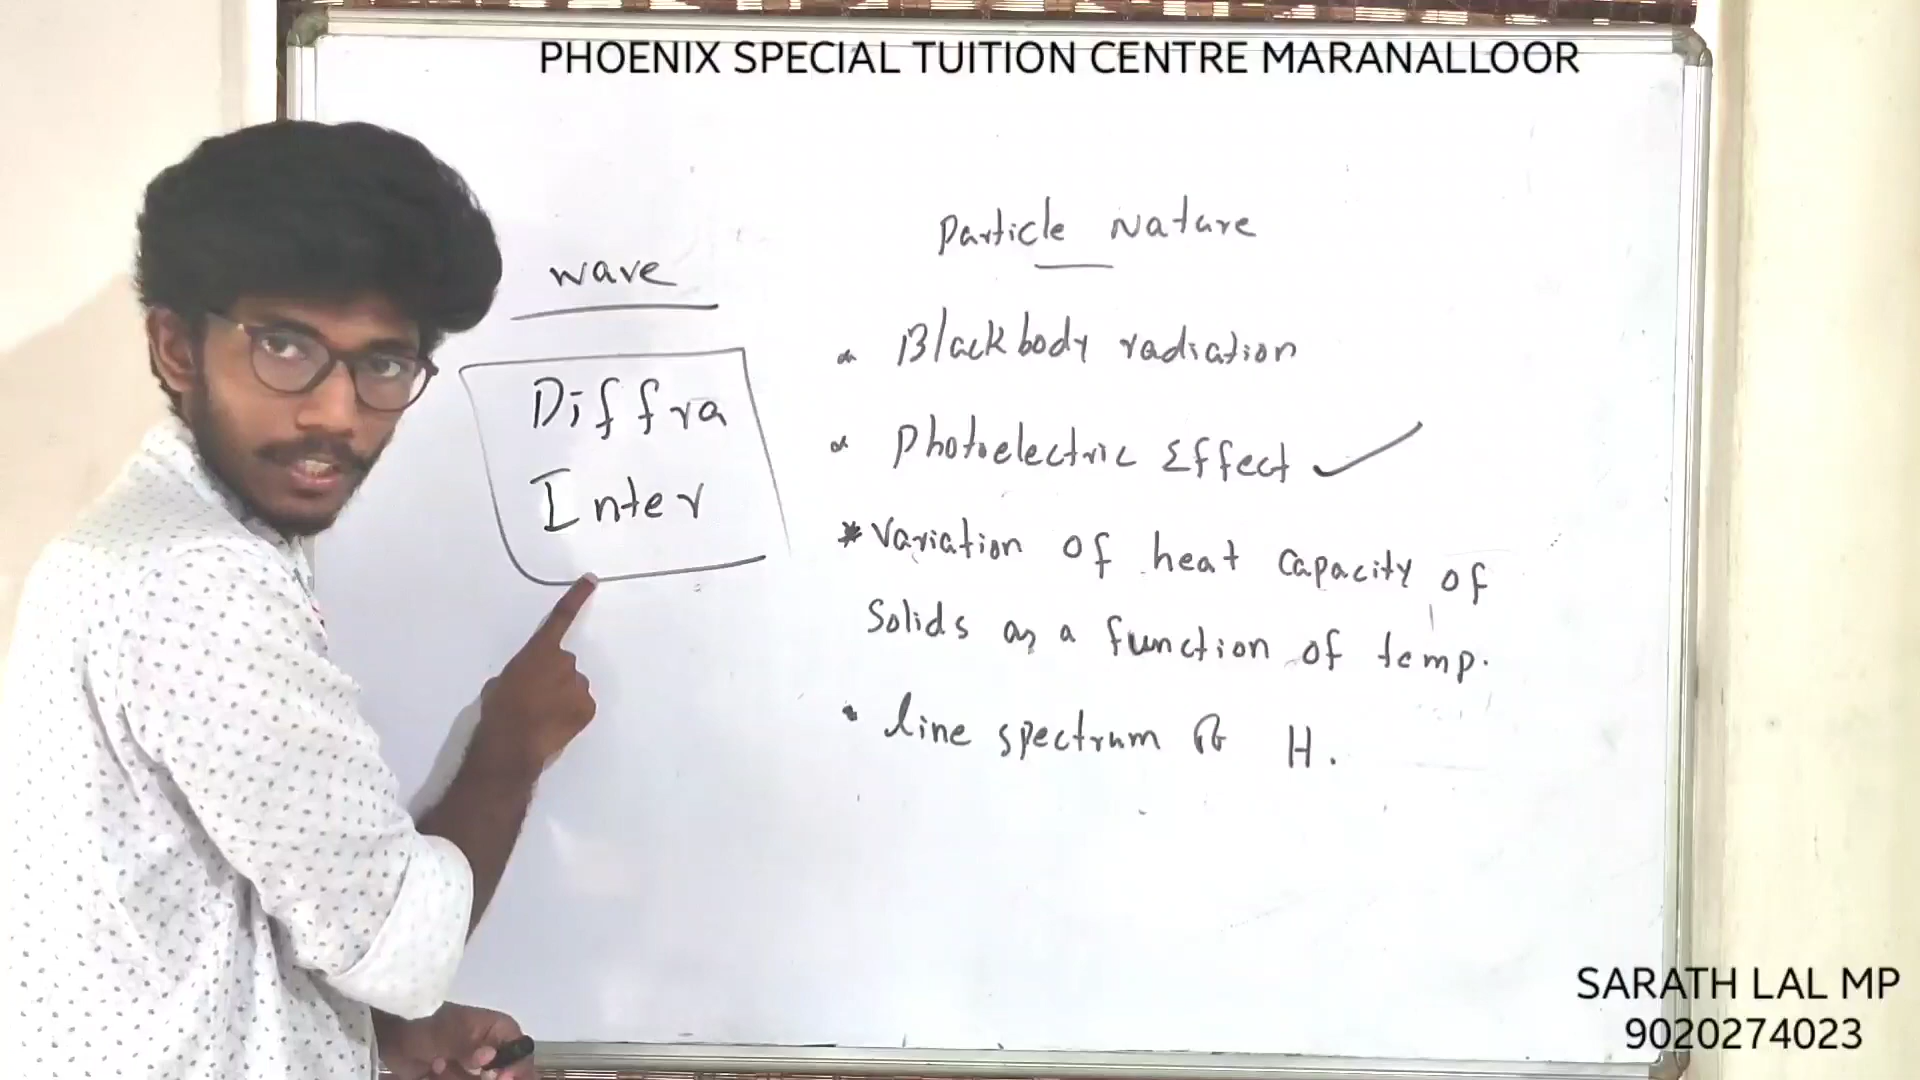 PHOENIX SPECIAL TUITION CENTRE MARANALLOOR
wave
Diffra
Inter
Particle Nature
Blackbody radiation
Photoelectric Effect ✓
* Variation of heat capacity of
Solids as a function of temp.
• line spectrum of H.
SARATH LAL MP
9020274023